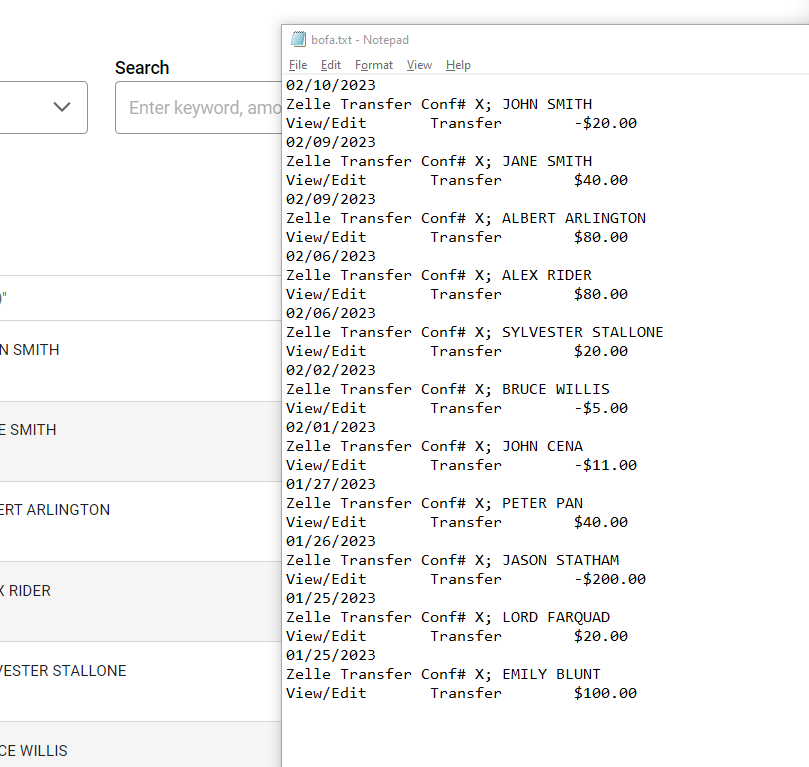 Search
Enter keyword, amo
"
N SMITH
E SMITH
ERT ARLINGTON
X RIDER
VESTER STALLONE
CE WILLIS
bofa.txt - Notepad
File Edit Format View Help
02/10/2023
Zelle Transfer Conf# X; JOHN SMITH
View/Edit Transfer -$20.00
02/09/2023
Zelle Transfer Conf# X; JANE SMITH
View/Edit Transfer $40.00
02/09/2023
Zelle Transfer Conf# X; ALBERT ARLINGTON
View/Edit Transfer $80.00
02/06/2023
Zelle Transfer Conf# X; ALEX RIDER
View/Edit Transfer $80.00
02/06/2023
Zelle Transfer Conf# X; SYLVESTER STALLONE
View/Edit Transfer $20.00
02/02/2023
Zelle Transfer Conf# X; BRUCE WILLIS
View/Edit Transfer -$5.00
02/01/2023
Zelle Transfer Conf# X; JOHN CENA
View/Edit Transfer -$11.00
01/27/2023
Zelle Transfer Conf# X; PETER PAN
View/Edit Transfer $40.00
01/26/2023
Zelle Transfer Conf# X; JASON STATHAM
View/Edit Transfer -$200.00
01/25/2023
Zelle Transfer Conf# X; LORD FARQUAD
View/Edit Transfer $20.00
01/25/2023
Zelle Transfer Conf# X; EMILY BLUNT
View/Edit Transfer $100.00